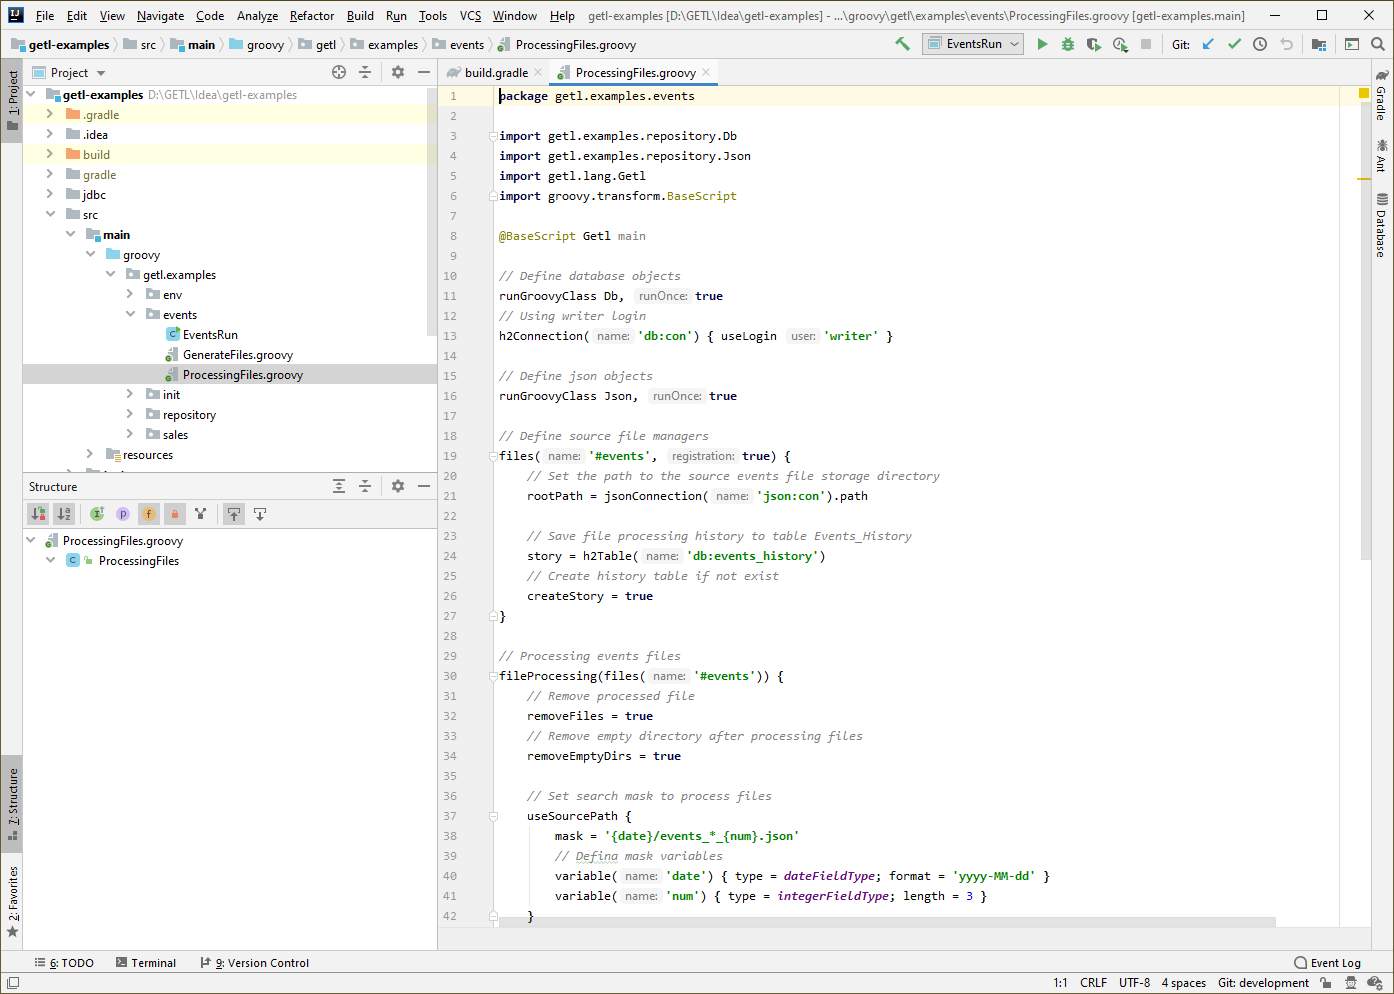 File Edit View Navigate Code Analyze Refactor Build Run Tools VCS Window Help getl-examples [D:\GETL\Idea\getl-examples] - ...\groovy\getl\examples\events\ProcessingFiles.groovy [getl-examples.main]
getl-examples src main groovy getl examples events ProcessingFiles.groovy EventsRun Git:
Project
build.gradle ProcessingFiles.groovy
1: Project
getl-examples D:\GETL\Idea\getl-examples
.gradle
.idea
build
gradle
jdbc
src
main
groovy
getl.examples
env
events
EventsRun
GenerateFiles.groovy
ProcessingFiles.groovy
init
repository
sales
resources
Structure
ProcessingFiles.groovy
ProcessingFiles
7: Structure
2: Favorites
1 package getl.examples.events
2
3 import getl.examples.repository.Db
4 import getl.examples.repository.Json
5 import getl.lang.Getl
6 import groovy.transform.BaseScript
7
8 @BaseScript Getl main
9
10 // Define database objects
11 runGroovyClass Db, runOnce: true
12 // Using writer login
13 h2Connection( name: 'db:con') { useLogin user: 'writer' }
14
15 // Define json objects
16 runGroovyClass Json, runOnce: true
17
18 // Define source file managers
19 files( name: '#events', registration: true) {
20 // Set the path to the source events file storage directory
21 rootPath = jsonConnection( name: 'json:con').path
22
23 // Save file processing history to table Events_History
24 story = h2Table( name: 'db:events_history')
25 // Create history table if not exist
26 createStory = true
27 }
28
29 // Processing events files
30 fileProcessing(files( name: '#events')) {
31 // Remove processed file
32 removeFiles = true
33 // Remove empty directory after processing files
34 removeEmptyDirs = true
35
36 // Set search mask to process files
37 useSourcePath {
38 mask = '{date}/events_*_{num}.json'
39 // Defina mask variables
40 variable( name: 'date') { type = dateFieldType; format = 'yyyy-MM-dd' }
41 variable( name: 'num') { type = integerFieldType; length = 3 }
42 }
Gradle
Ant
Database
6: TODO Terminal 9: Version Control Event Log
1:1 CRLF UTF-8 4 spaces Git: development